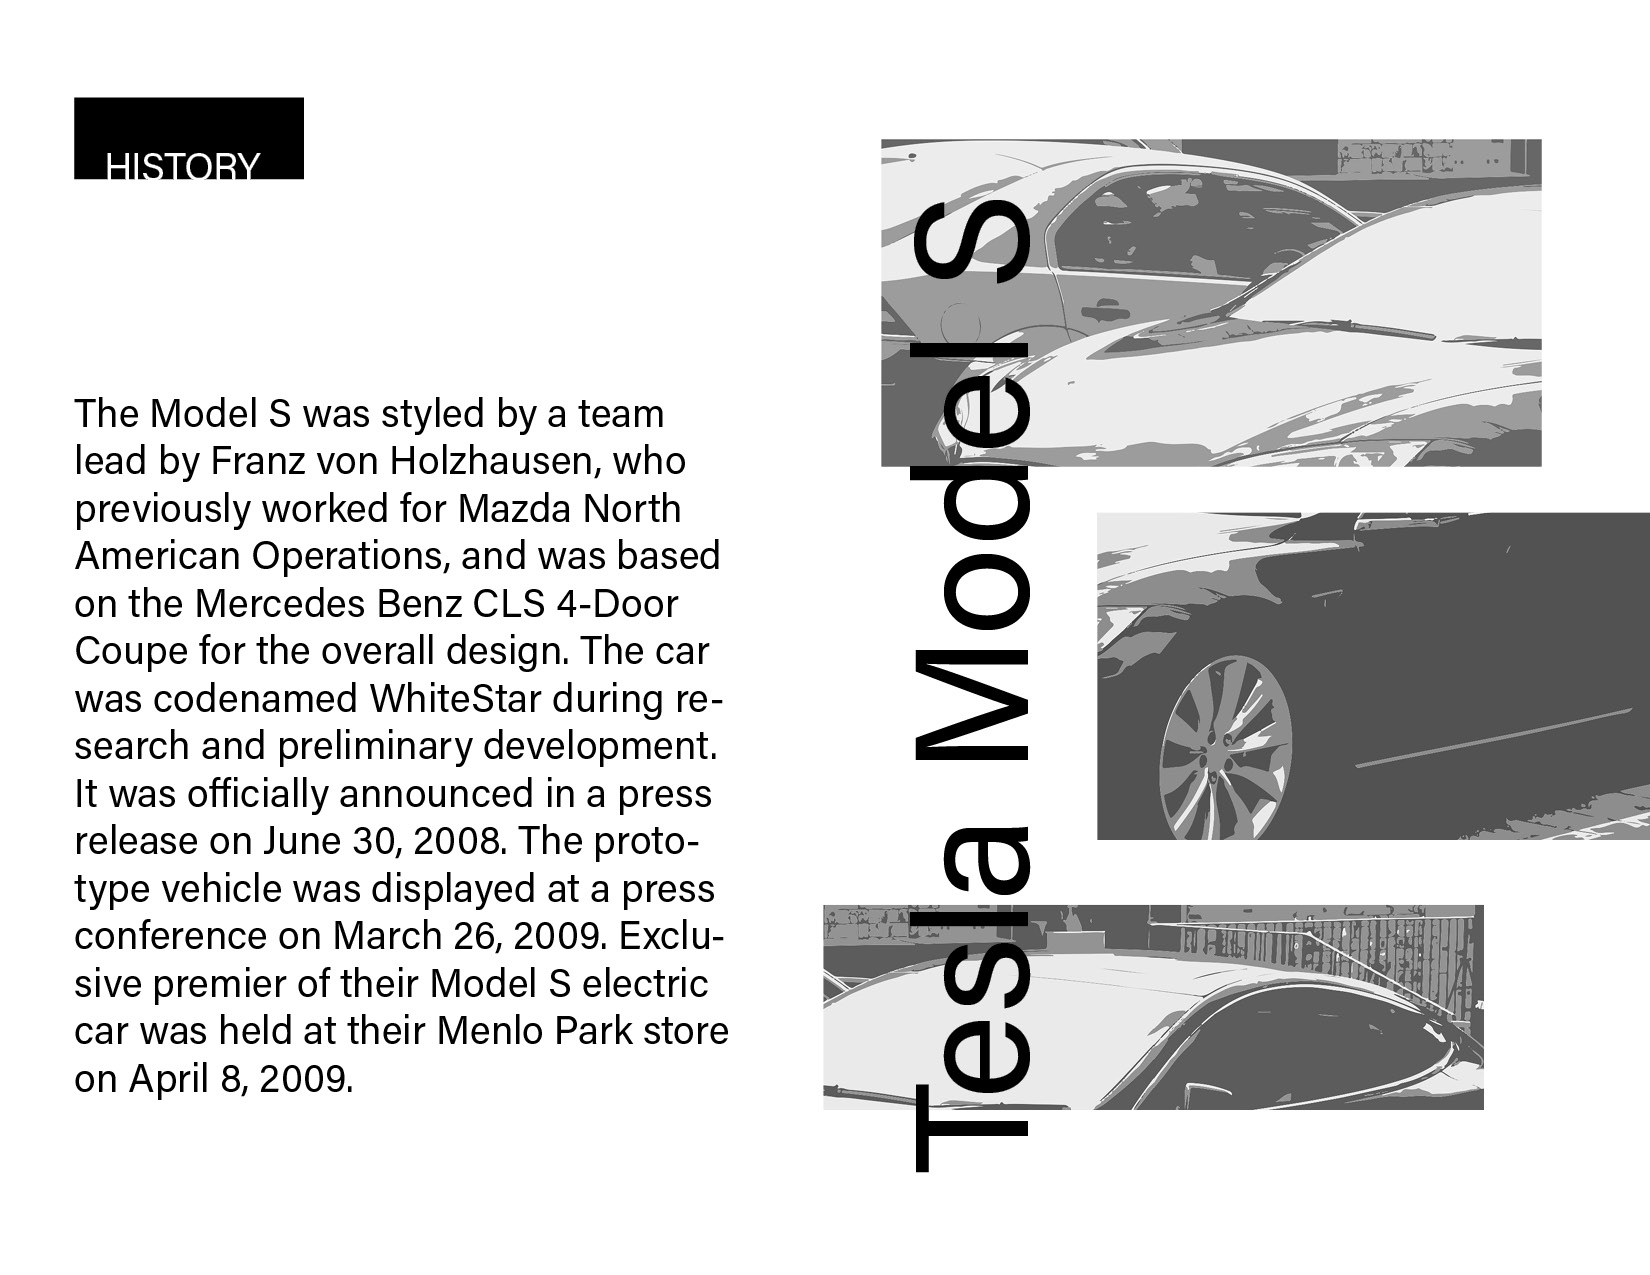 HISTORY
The Model S was styled by a team
lead by Franz von Holzhausen, who
previously worked for Mazda North
American Operations, and was based
on the Mercedes Benz CLS 4-Door
Coupe for the overall design. The car
was codenamed WhiteStar during re-
search and preliminary development.
It was officially announced in a press
release on June 30, 2008. The proto-
type vehicle was displayed at a press
conference on March 26, 2009. Exclu-
sive premier of their Model S electric
car was held at their Menlo Park store
on April 8, 2009.
Tesla Model S